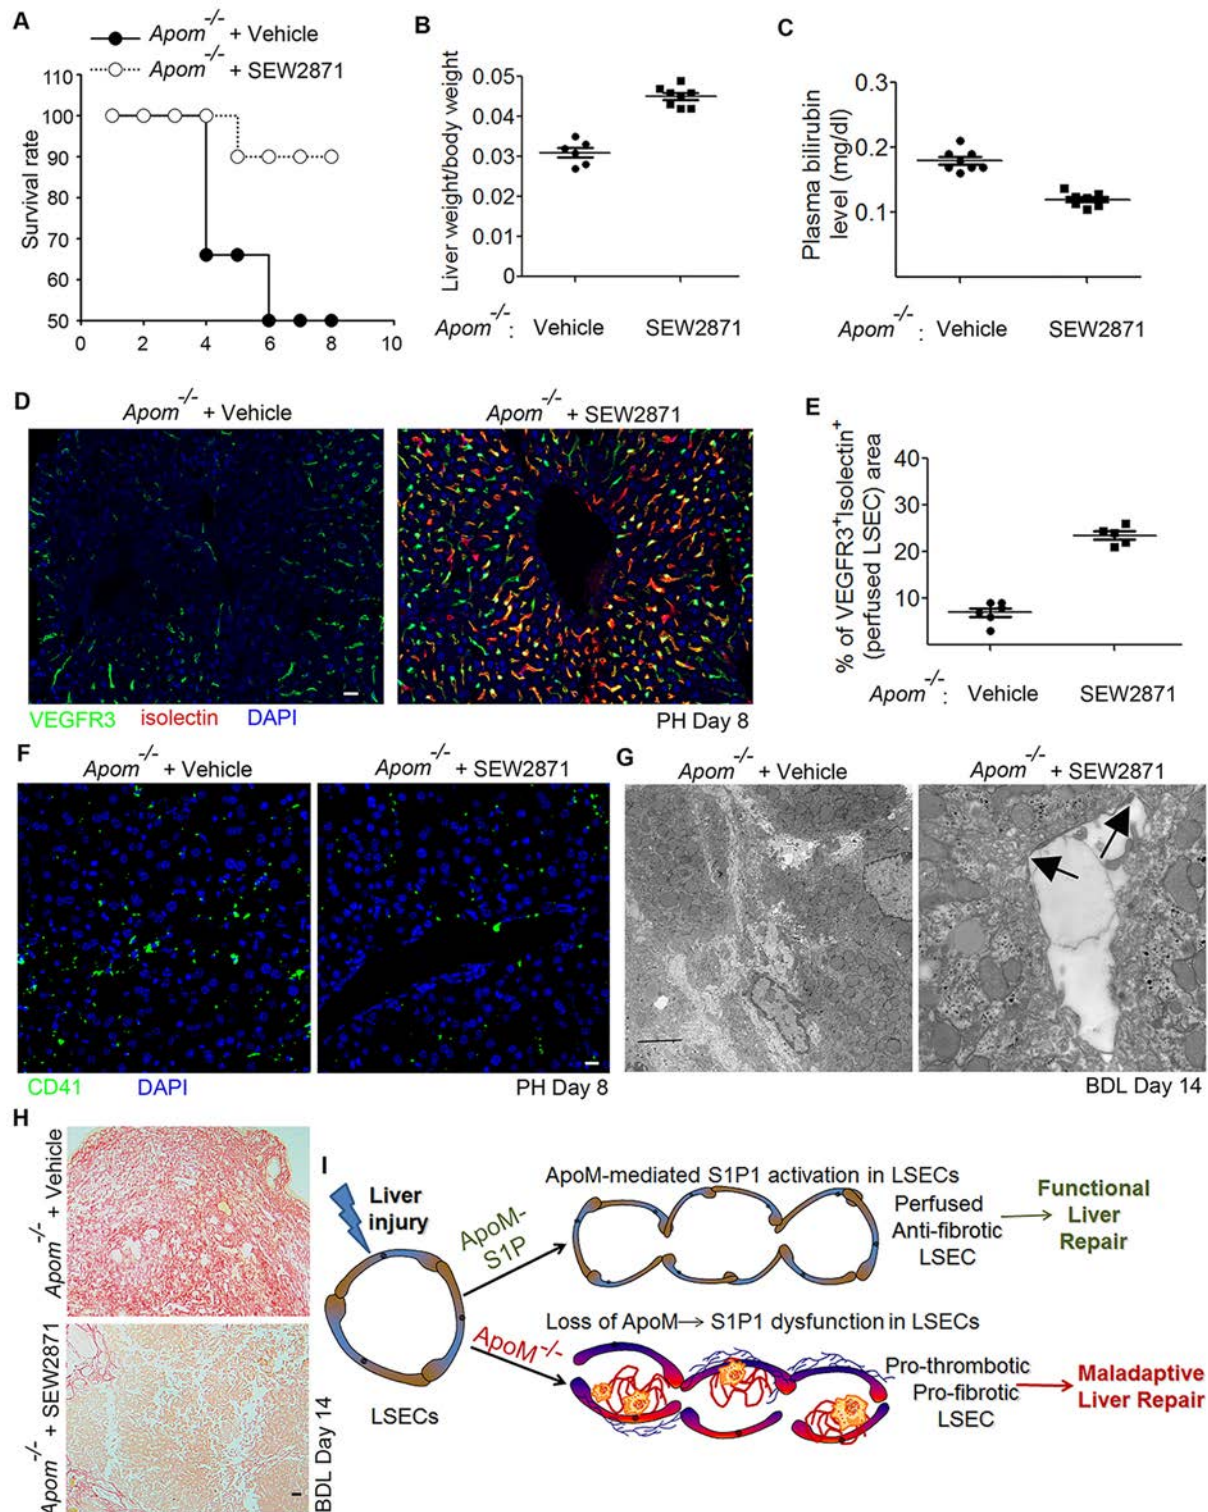 A
Apom-/- + Vehicle
Apom-/- + SEW2871
Survival rate
110
100
90
80
70
60
50
0 2 4 6 8 10
B
Liver weight/body weight
0.05
0.04
0.03
0.02
0.01
0
Apom-/-: Vehicle SEW2871
C
Plasma bilirubin
level (mg/dl)
0.3
0.2
0.1
Apom-/-: Vehicle SEW2871
D
Apom-/- + Vehicle
Apom-/- + SEW2871
VEGFR3 isolectin DAPI
PH Day 8
E
% of VEGFR3+Isolectin+
(perfused LSEC) area
40
30
20
10
Apom-/-: Vehicle SEW2871
F
Apom-/- + Vehicle
Apom-/- + SEW2871
CD41 DAPI
PH Day 8
G
Apom-/- + Vehicle
Apom-/- + SEW2871
BDL Day 14
H
Apom-/- + Vehicle
Apom-/- + SEW2871
BDL Day 14
I
Liver
injury
LSECs
ApoM-
S1P
ApoM-/-
ApoM-mediated S1P1 activation in LSECs
Perfused
Anti-fibrotic
LSEC
Functional
Liver
Repair
Loss of ApoM→ S1P1 dysfunction in LSECs
Pro-thrombotic
Pro-fibrotic
LSEC
Maladaptive
Liver Repair